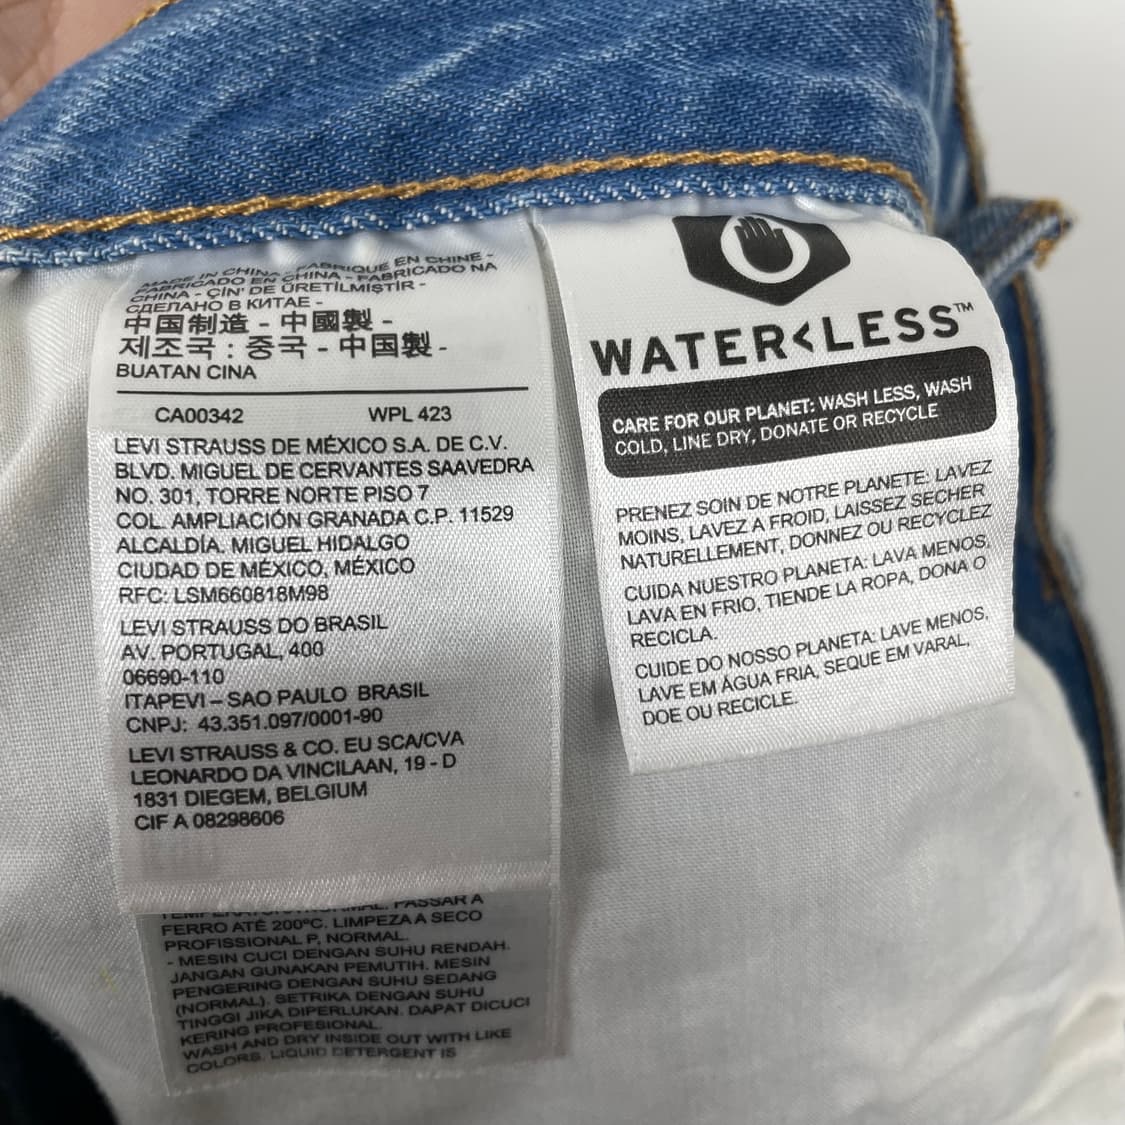 MADE IN CHINA - FABRIQUE EN CHINE -
FABRICADO EN CHINA - FABRICADO NA
CHINA - ÇİN' DE ÜRETİLMİŞTİR -
СДЕЛАНО В КИТАЕ -
中国制造 - 中國製 -
제조국 : 중국 - 中国製 -
BUATAN CINA
CA00342 WPL 423
LEVI STRAUSS DE MÉXICO S.A. DE C.V.
BLVD. MIGUEL DE CERVANTES SAAVEDRA
NO. 301, TORRE NORTE PISO 7
COL. AMPLIACIÓN GRANADA C.P. 11529
ALCALDÍA. MIGUEL HIDALGO
CIUDAD DE MÉXICO, MÉXICO
RFC: LSM660818M98
LEVI STRAUSS DO BRASIL
AV. PORTUGAL, 400
06690-110
ITAPEVI – SAO PAULO BRASIL
CNPJ: 43.351.097/0001-90
LEVI STRAUSS & CO. EU SCA/CVA
LEONARDO DA VINCILAAN, 19 - D
1831 DIEGEM, BELGIUM
CIF A 08298606
PASSAR A
FERRO ATÉ 200ºC. LIMPEZA A SECO
PROFISSIONAL P, NORMAL.
- MESIN CUCI DENGAN SUHU RENDAH.
JANGAN GUNAKAN PEMUTIH. MESIN
PENGERING DENGAN SUHU SEDANG
(NORMAL). SETRIKA DENGAN SUHU
TINGGI JIKA DIPERLUKAN. DAPAT DICUCI
KERING PROFESIONAL.
WASH AND DRY INSIDE OUT WITH LIKE
COLORS. LIQUID DETERGENT IS
WATER<LESS™
CARE FOR OUR PLANET: WASH LESS, WASH
COLD, LINE DRY, DONATE OR RECYCLE
PRENEZ SOIN DE NOTRE PLANETE: LAVEZ
MOINS, LAVEZ A FROID, LAISSEZ SECHER
NATURELLEMENT, DONNEZ OU RECYCLEZ
CUIDA NUESTRO PLANETA: LAVA MENOS,
LAVA EN FRIO, TIENDE LA ROPA, DONA O
RECICLA.
CUIDE DO NOSSO PLANETA: LAVE MENOS,
LAVE EM ÁGUA FRIA, SEQUE EM VARAL,
DOE OU RECICLE.